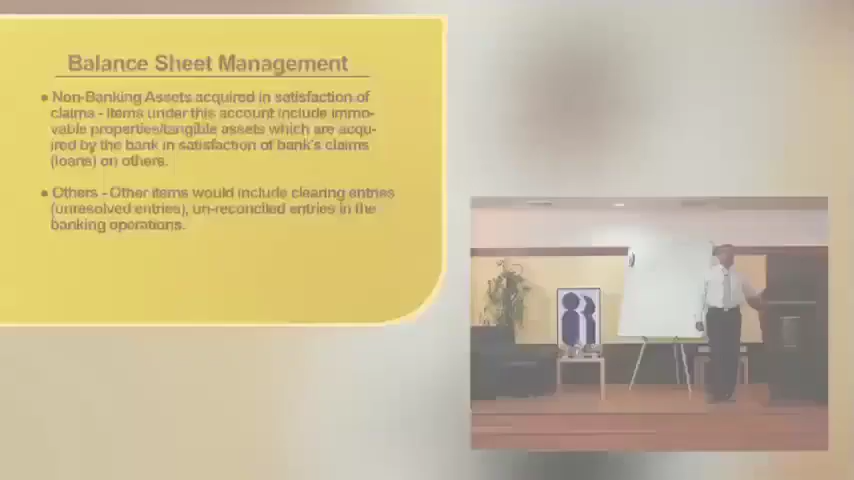 Balance Sheet Management
● Non-Banking Assets acquired in satisfaction of
claims - Items under this account include immo-
vable properties/tangible assets which are acqu-
ired by the bank in satisfaction of bank's claims
(loans) on others.
● Others - Other items would include clearing entries
(unresolved entries), un-reconciled entries in the
banking operations.